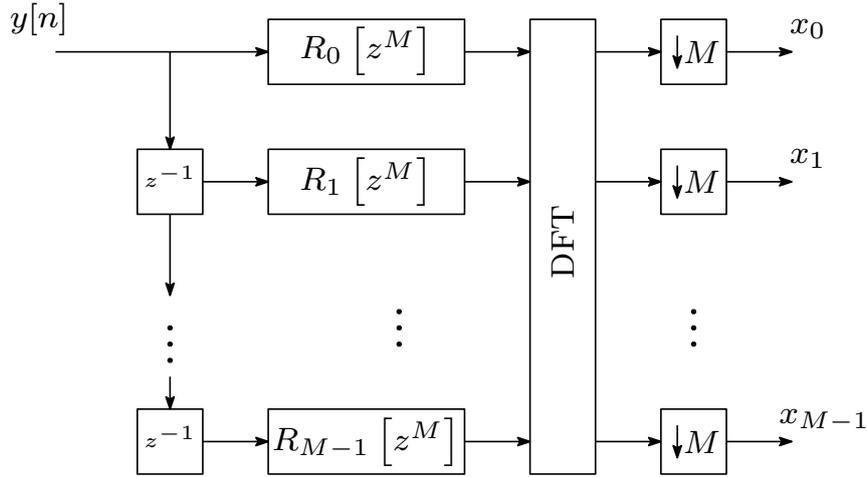 y[n]
R_0 [z^M]
↓M
x_0
z^{-1}
R_1 [z^M]
↓M
x_1
DFT
⋮
⋮
⋮
z^{-1}
R_{M-1} [z^M]
↓M
x_{M-1}